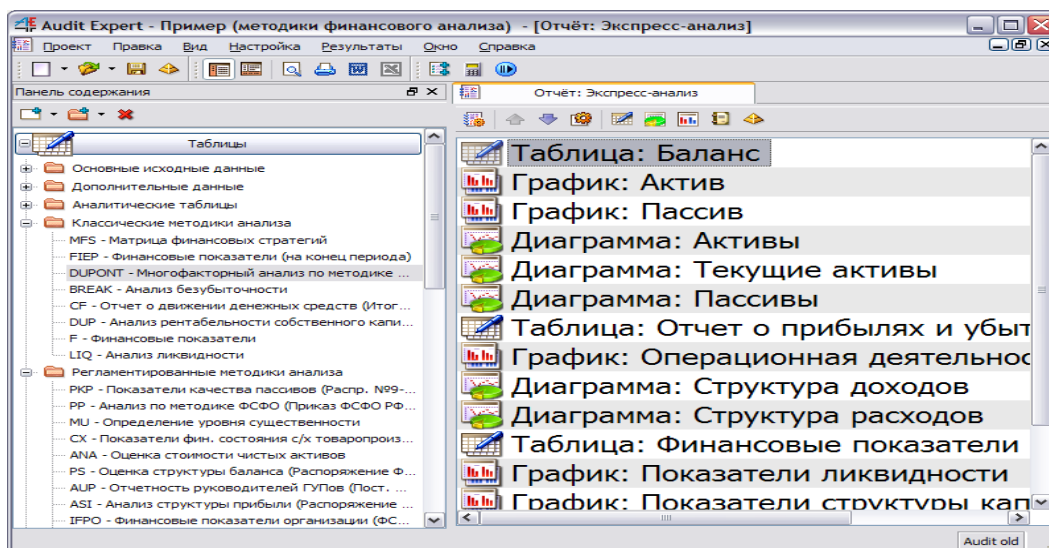 Audit Expert - Пример (методики финансового анализа) - [Отчёт: Экспресс-анализ]
Проект Правка Вид Настройка Результаты Окно Справка
Панель содержания
Таблицы
Основные исходные данные
Дополнительные данные
Аналитические таблицы
Классические методики анализа
MFS - Матрица финансовых стратегий
FIEP - Финансовые показатели (на конец периода)
DUPONT - Многофакторный анализ по методике ...
BREAK - Анализ безубыточности
CF - Отчет о движении денежных средств (Итог...
DUP - Анализ рентабельности собственного капи...
F - Финансовые показатели
LIQ - Анализ ликвидности
Регламентированные методики анализа
PKP - Показатели качества пассивов (Распр. №9-...
PP - Анализ по методике ФСФО (Приказ ФСФО РФ...
MU - Определение уровня существенности
CX - Показатели фин. состояния с/х товаропроиз...
ANA - Оценка стоимости чистых активов
PS - Оценка структуры баланса (Распоряжение Ф...
AUP - Отчетность руководителей ГУПов (Пост. ...
ASI - Анализ структуры прибыли (Распоряжение ...
IFPO - Финансовые показатели организации (ФС...
Отчёт: Экспресс-анализ
Таблица: Баланс
График: Актив
График: Пассив
Диаграмма: Активы
Диаграмма: Текущие активы
Диаграмма: Пассивы
Таблица: Отчет о прибылях и убыт
График: Операционная деятельнос
Диаграмма: Структура доходов
Диаграмма: Структура расходов
Таблица: Финансовые показатели
График: Показатели ликвидности
График: Показатели структуры кап
Audit old